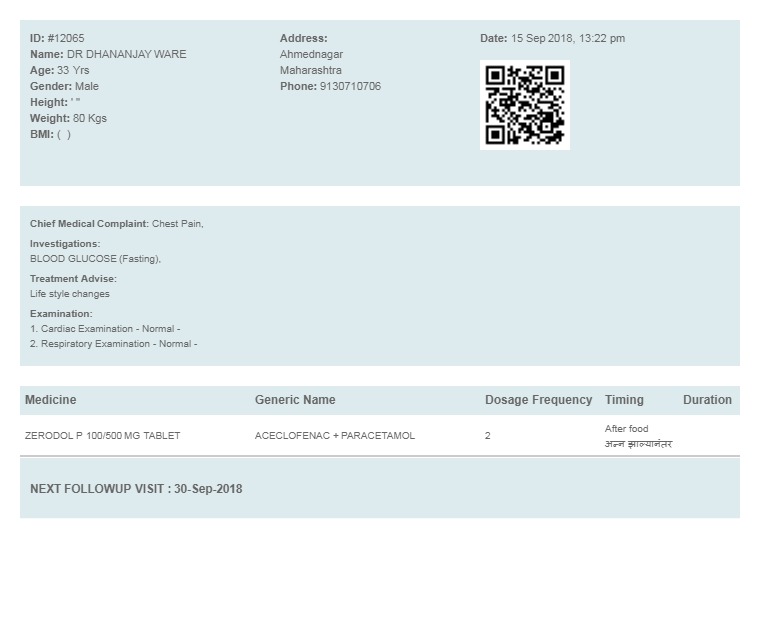 ID: #12065
Name: DR DHANANJAY WARE
Age: 33 Yrs
Gender: Male
Height: ' "
Weight: 80 Kgs
BMI: ( )
Address:
Ahmednagar
Maharashtra
Phone: 9130710706
Date: 15 Sep 2018, 13:22 pm
Chief Medical Complaint: Chest Pain,
Investigations:
BLOOD GLUCOSE (Fasting),
Treatment Advise:
Life style changes
Examination:
1. Cardiac Examination - Normal -
2. Respiratory Examination - Normal -
Medicine Generic Name Dosage Frequency Timing Duration
ZERODOL P 100/500 MG TABLET ACECLOFENAC + PARACETAMOL 2 After food
अन्न झाल्यानंतर
NEXT FOLLOWUP VISIT : 30-Sep-2018